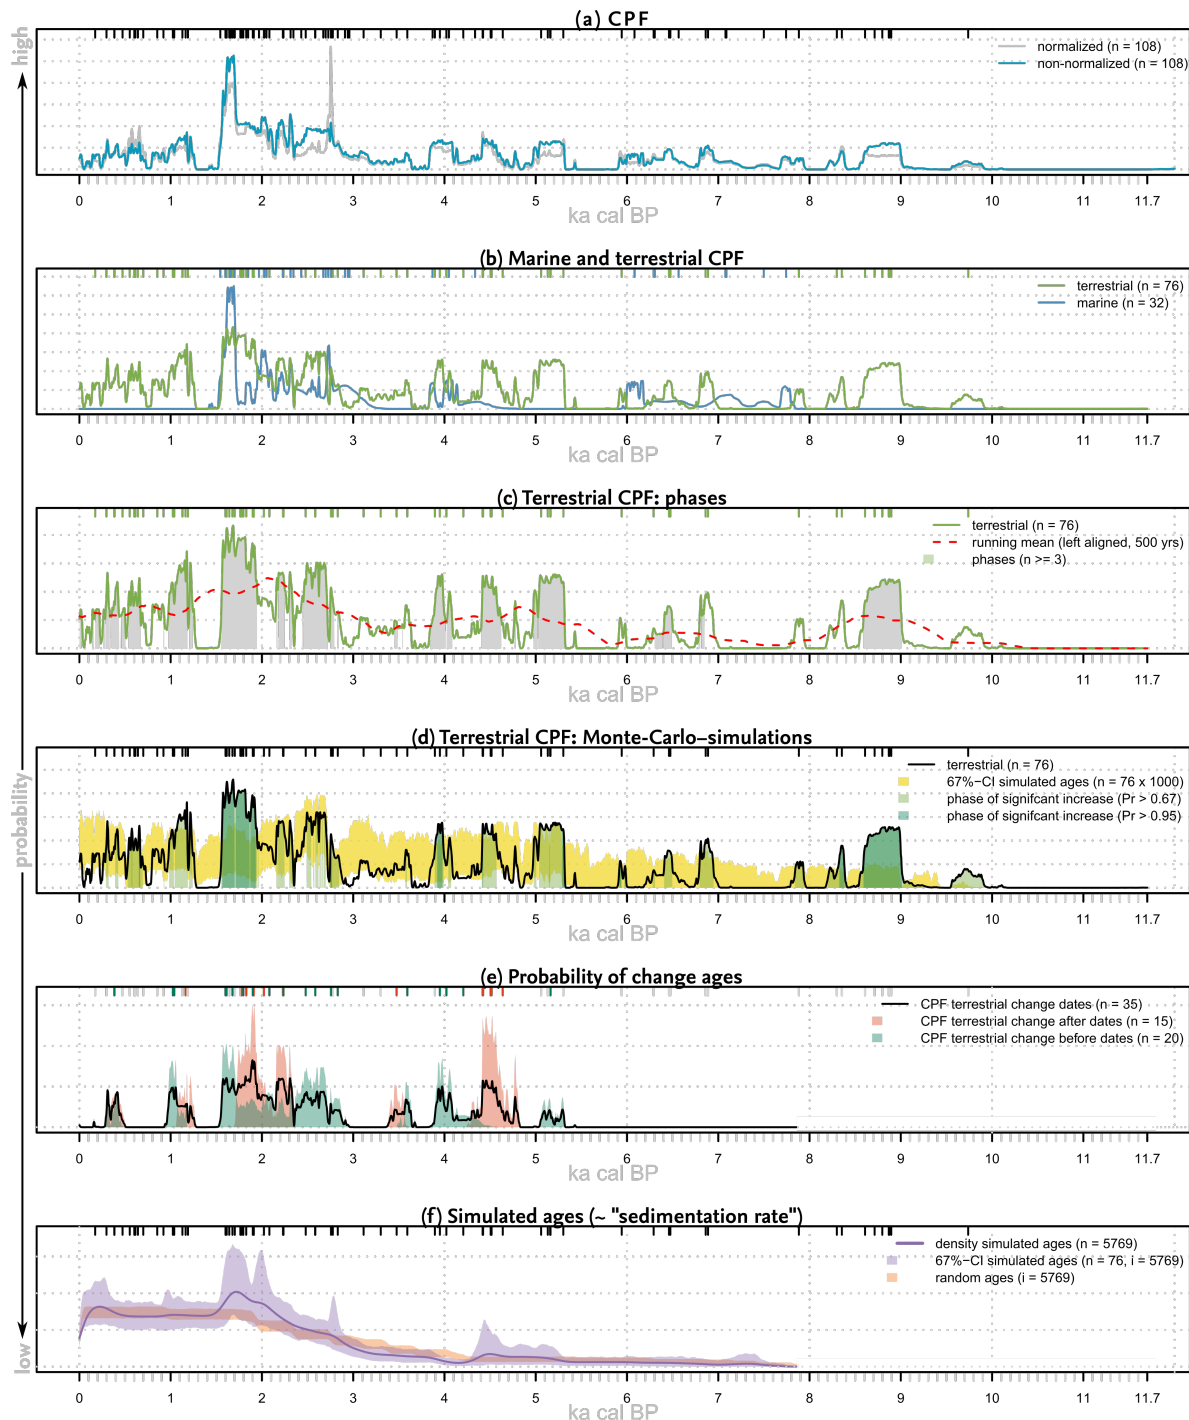 (a) CPF
high
normalized (n = 108)
non-normalized (n = 108)
0 1 2 3 4 5 6 7 8 9 10 11 11.7
ka cal BP
(b) Marine and terrestrial CPF
terrestrial (n = 76)
marine (n = 32)
0 1 2 3 4 5 6 7 8 9 10 11 11.7
ka cal BP
(c) Terrestrial CPF: phases
terrestrial (n = 76)
running mean (left aligned, 500 yrs)
phases (n >= 3)
0 1 2 3 4 5 6 7 8 9 10 11 11.7
ka cal BP
(d) Terrestrial CPF: Monte-Carlo–simulations
probability
terrestrial (n = 76)
67%−CI simulated ages (n = 76 x 1000)
phase of signifcant increase (Pr > 0.67)
phase of signifcant increase (Pr > 0.95)
0 1 2 3 4 5 6 7 8 9 10 11 11.7
ka cal BP
(e) Probability of change ages
CPF terrestrial change dates (n = 35)
CPF terrestrial change after dates (n = 15)
CPF terrestrial change before dates (n = 20)
0 1 2 3 4 5 6 7 8 9 10 11 11.7
ka cal BP
(f) Simulated ages (~ "sedimentation rate")
density simulated ages (n = 5769)
67%−CI simulated ages (n = 76, i = 5769)
random ages (i = 5769)
low
0 1 2 3 4 5 6 7 8 9 10 11 11.7
ka cal BP